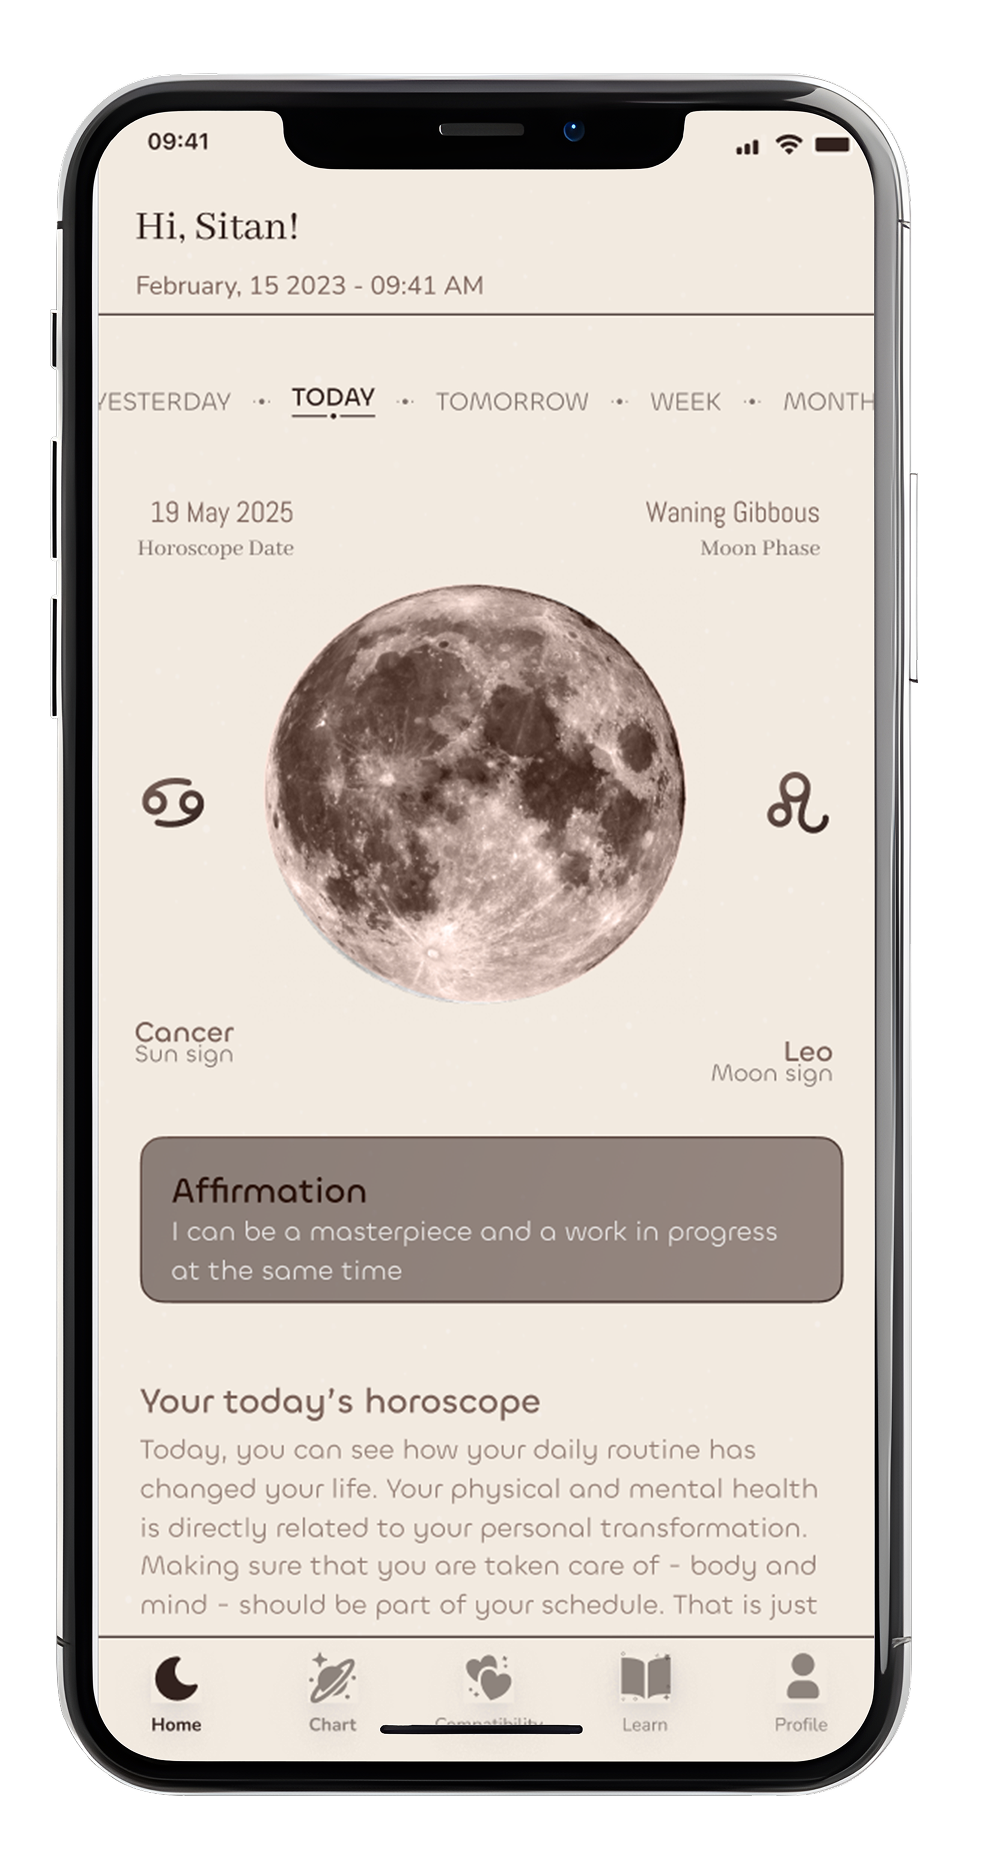 09:41
Hi, Sitan!
February, 15 2023 - 09:41 AM
YESTERDAY TODAY TOMORROW WEEK MONTH
19 May 2025 Waning Gibbous
Horoscope Date Moon Phase
Cancer
Sun sign
Leo
Moon sign
Affirmation
I can be a masterpiece and a work in progress
at the same time
Your today's horoscope
Today, you can see how your daily routine has
changed your life. Your physical and mental health
is directly related to your personal transformation.
Making sure that you are taken care of - body and
mind - should be part of your schedule. That is just
Home Chart Compatibility Learn Profile